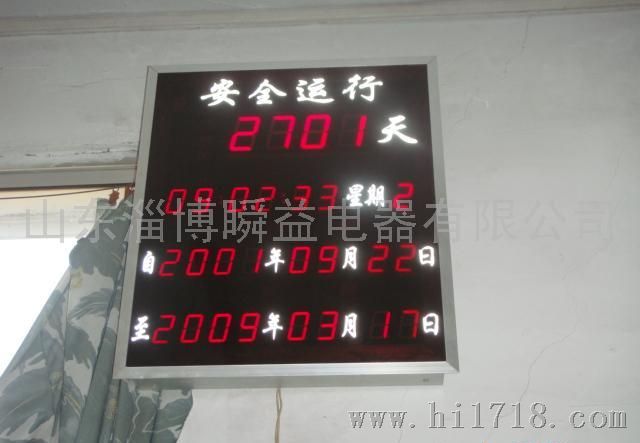 安全运行
2701天
09 02 33 星期 2
山东淄博瞬益电器有限公司
自2001年09月22日
至2009年03月17日
www.hi1718.com